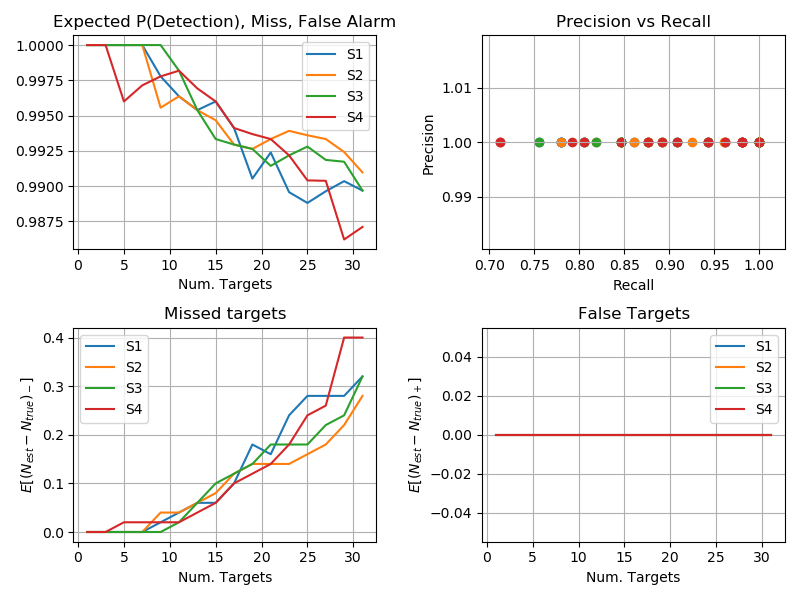 Expected P(Detection), Miss, False Alarm
1.0000
0.9975
0.9950
0.9925
0.9900
0.9875
0 5 10 15 20 25 30
Num. Targets
S1
S2
S3
S4
Precision vs Recall
Precision
1.01
1.00
0.99
0.70 0.75 0.80 0.85 0.90 0.95 1.00
Recall
Missed targets
E[(N_est − N_true)−]
0.4
0.3
0.2
0.1
0.0
0 5 10 15 20 25 30
Num. Targets
S1
S2
S3
S4
False Targets
E[(N_est − N_true)+]
0.04
0.02
0.00
−0.02
−0.04
0 5 10 15 20 25 30
Num. Targets
S1
S2
S3
S4